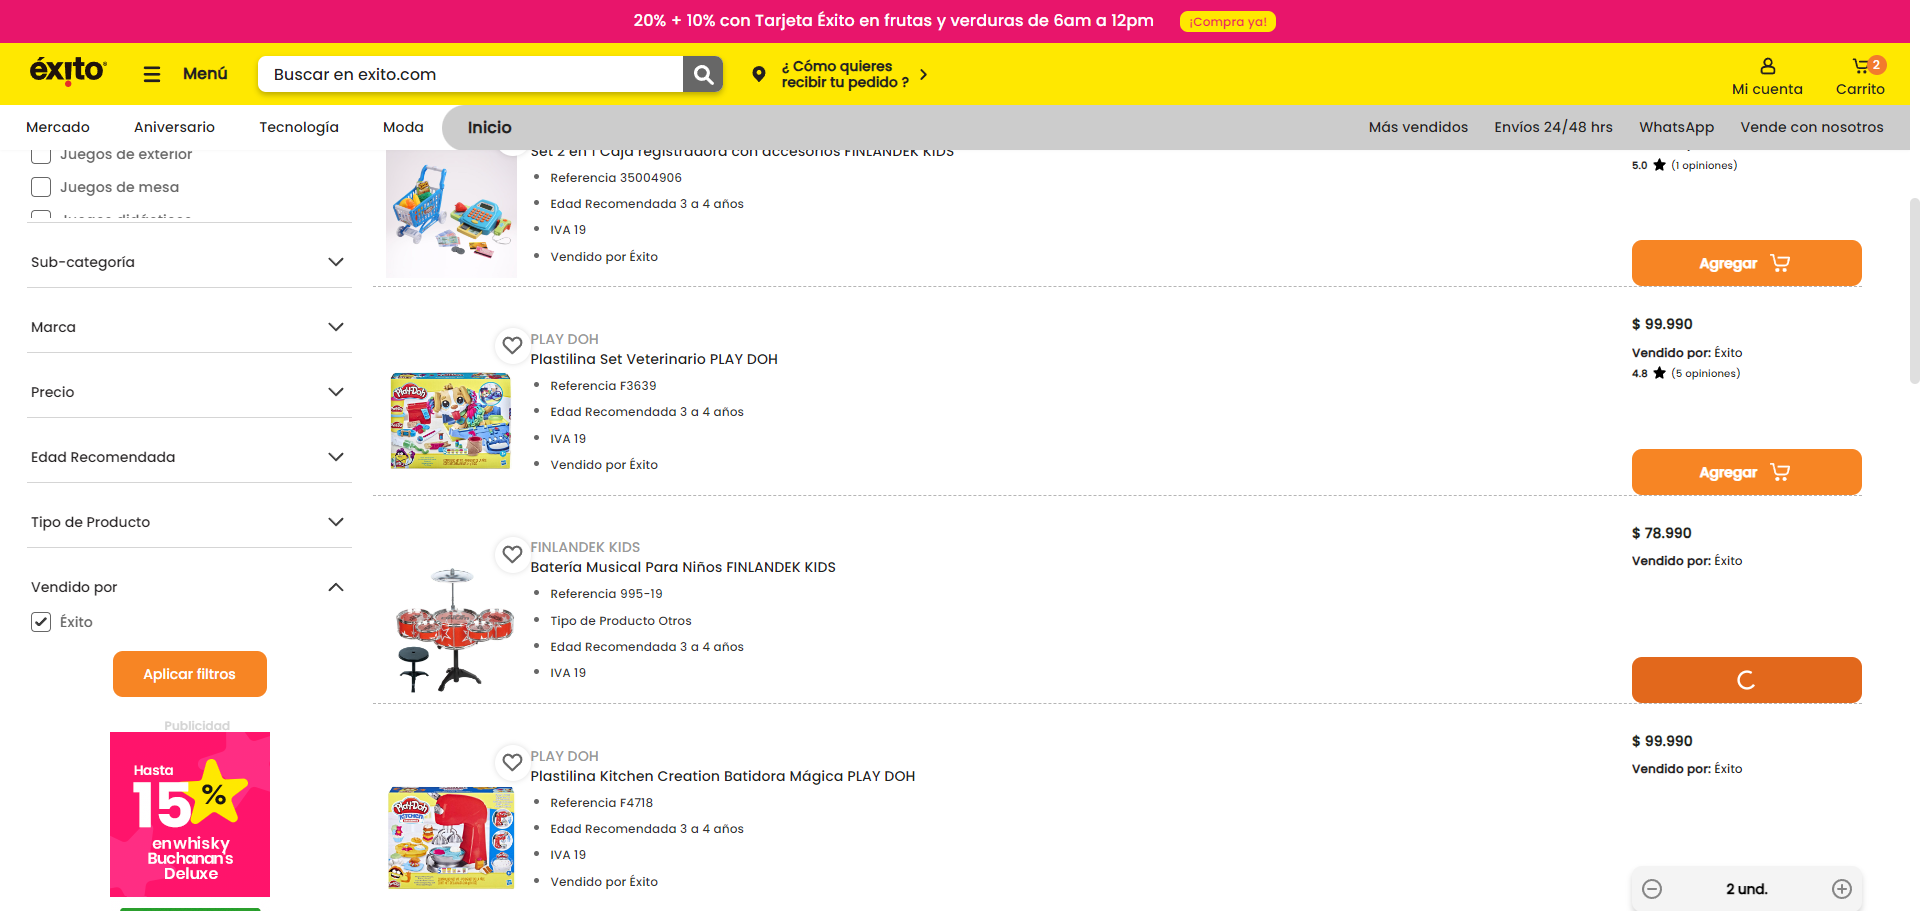 20% + 10% con Tarjeta Éxito en frutas y verduras de 6am a 12pm
¡Compra ya!
éxito
Menú
Buscar en exito.com
¿ Cómo quieres
recibir tu pedido ?
Mi cuenta
2
Carrito
Mercado
Aniversario
Tecnología
Moda
Inicio
Más vendidos
Envíos 24/48 hrs
WhatsApp
Vende con nosotros
Juegos de exterior
Juegos de mesa
Juegos didácticos
Sub-categoría
Marca
Precio
Edad Recomendada
Tipo de Producto
Vendido por
Éxito
Aplicar filtros
Publicidad
Hasta
15%
en whisky
Buchanan's
Deluxe
Set 2 en 1 Caja registradora con accesorios FINLANDEK KIDS
Referencia 35004906
Edad Recomendada 3 a 4 años
IVA 19
Vendido por Éxito
5.0 (1 opiniones)
Agregar
PLAY DOH
Plastilina Set Veterinario PLAY DOH
Referencia F3639
Edad Recomendada 3 a 4 años
IVA 19
Vendido por Éxito
$ 99.990
Vendido por: Éxito
4.8 (5 opiniones)
Agregar
Play-Doh
FINLANDEK KIDS
Batería Musical Para Niños FINLANDEK KIDS
Referencia 995-19
Tipo de Producto Otros
Edad Recomendada 3 a 4 años
IVA 19
$ 78.990
Vendido por: Éxito
PLAY DOH
Plastilina Kitchen Creation Batidora Mágica PLAY DOH
Referencia F4718
Edad Recomendada 3 a 4 años
IVA 19
Vendido por Éxito
$ 99.990
Vendido por: Éxito
2 und.
Play-Doh
KITCHEN